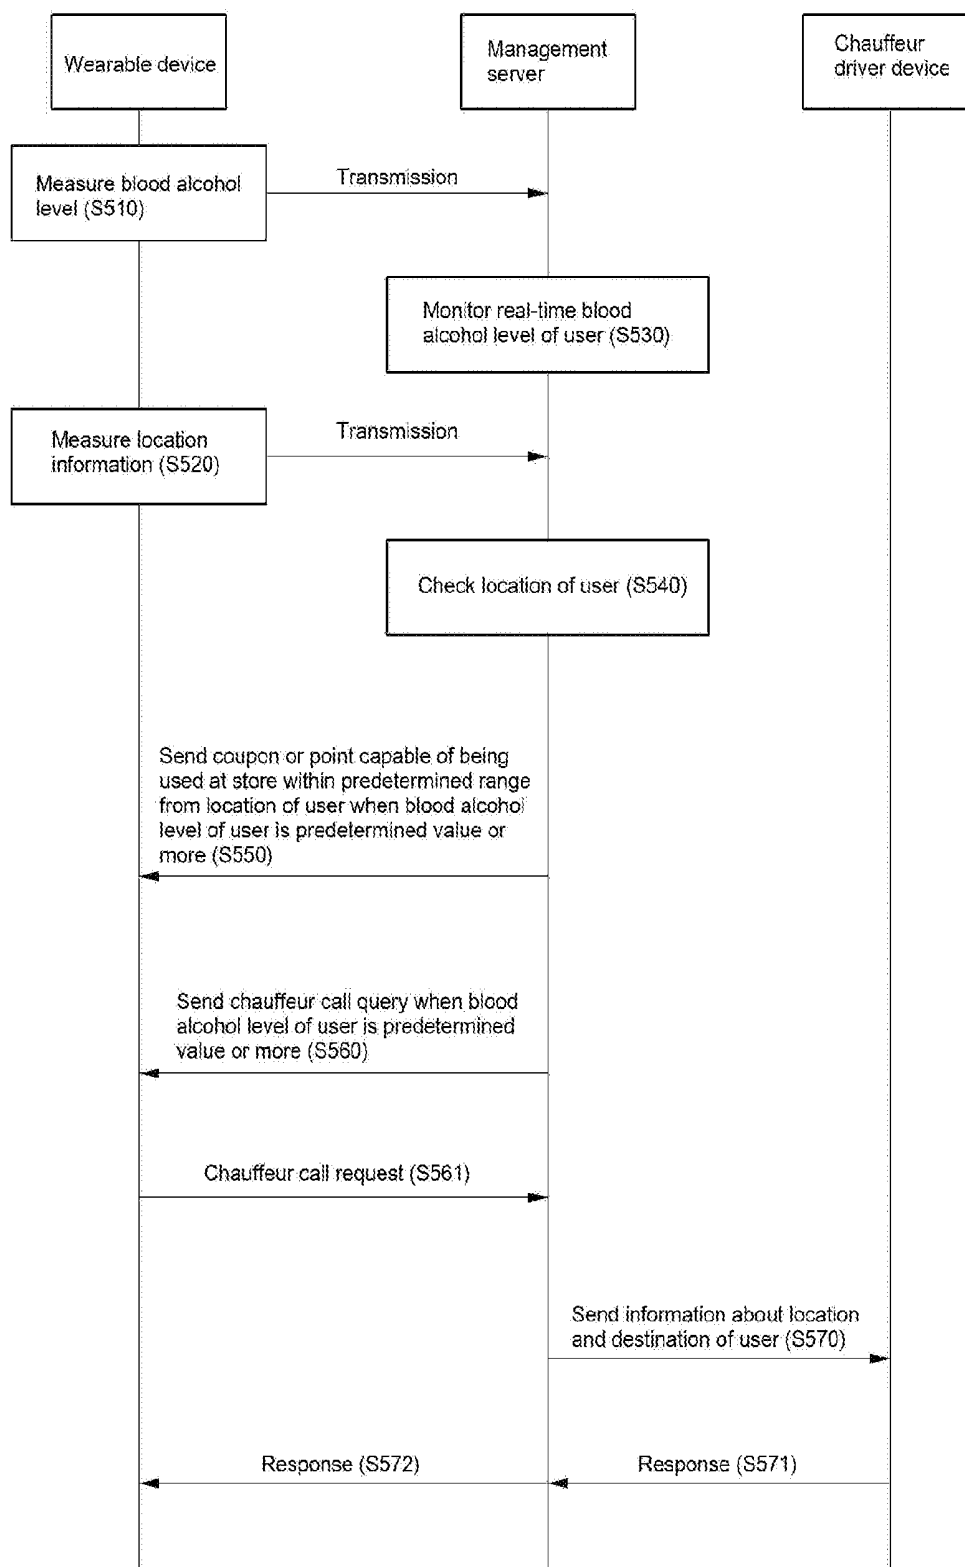 Wearable device
Management
server
Chauffeur
driver device
Measure blood alcohol
level (S510)
Transmission
Monitor real-time blood
alcohol level of user (S530)
Measure location
information (S520)
Transmission
Check location of user (S540)
Send coupon or point capable of being
used at store within predetermined range
from location of user when blood alcohol
level of user is predetermined value or
more (S550)
Send chauffeur call query when blood
alcohol level of user is predetermined
value or more (S560)
Chauffeur call request (S561)
Send information about location
and destination of user (S570)
Response (S572)
Response (S571)